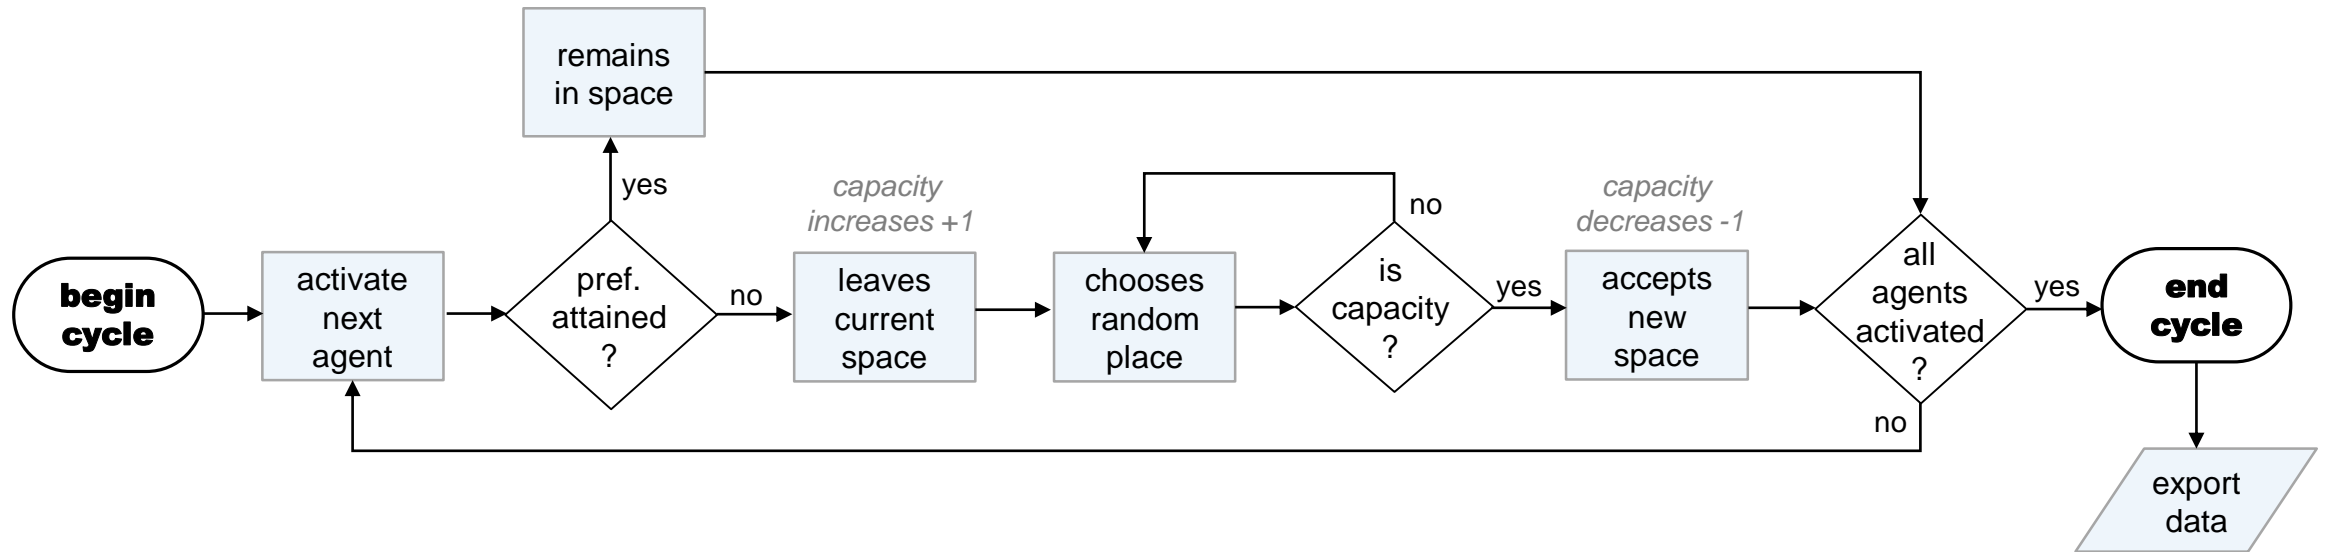 remains
in space
yes
capacity
increases +1
no
capacity
decreases -1
begin
cycle
activate
next
agent
pref.
attained
?
no
leaves
current
space
chooses
random
place
is
capacity
?
yes
accepts
new
space
all
agents
activated
?
yes
end
cycle
no
export
data